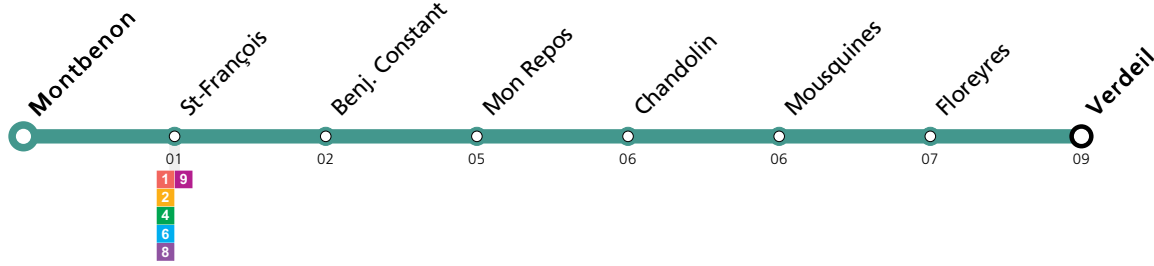 Montbenon
St-François
Benj. Constant
Mon Repos
Chandolin
Mousquines
Floreyres
Verdeil
01 02 05 06 06 07 09
1 9
2
4
6
8